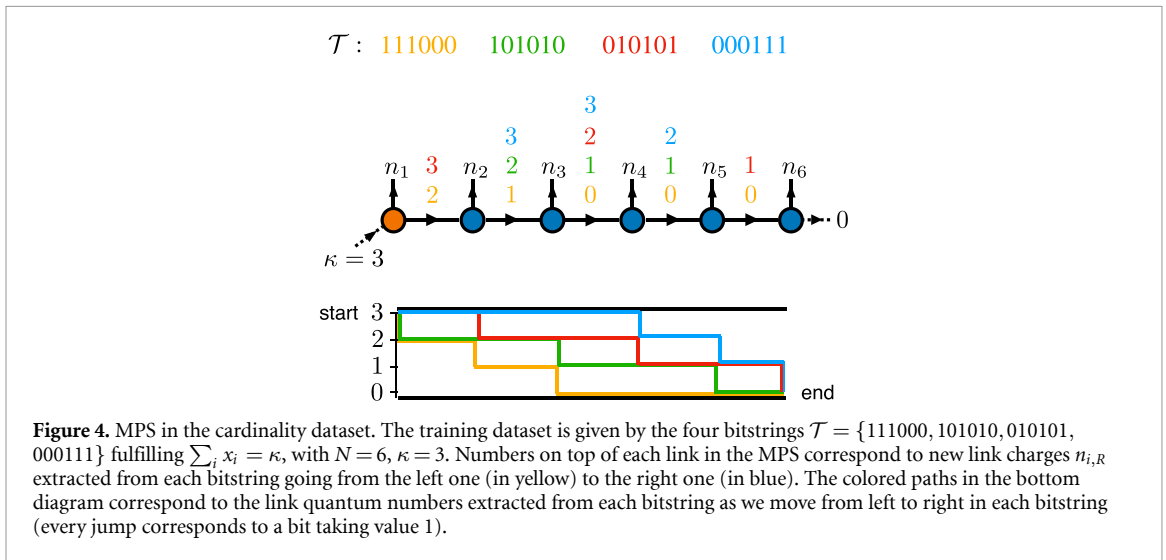 𝒯 : 111000 101010 010101 000111
3
3 2 2
n₁ 3 n₂ 2 n₃ 1 n₄ 1 n₅ 1 n₆
2 1 0 0 0
0
κ = 3
start 3
2
1
0 end
Figure 4. MPS in the cardinality dataset. The training dataset is given by the four bitstrings 𝒯 = {111000, 101010, 010101,
000111} fulfilling ∑ᵢ xᵢ = κ, with N = 6, κ = 3. Numbers on top of each link in the MPS correspond to new link charges nᵢ,R
extracted from each bitstring going from the left one (in yellow) to the right one (in blue). The colored paths in the bottom
diagram correspond to the link quantum numbers extracted from each bitstring as we move from left to right in each bitstring
(every jump corresponds to a bit taking value 1).